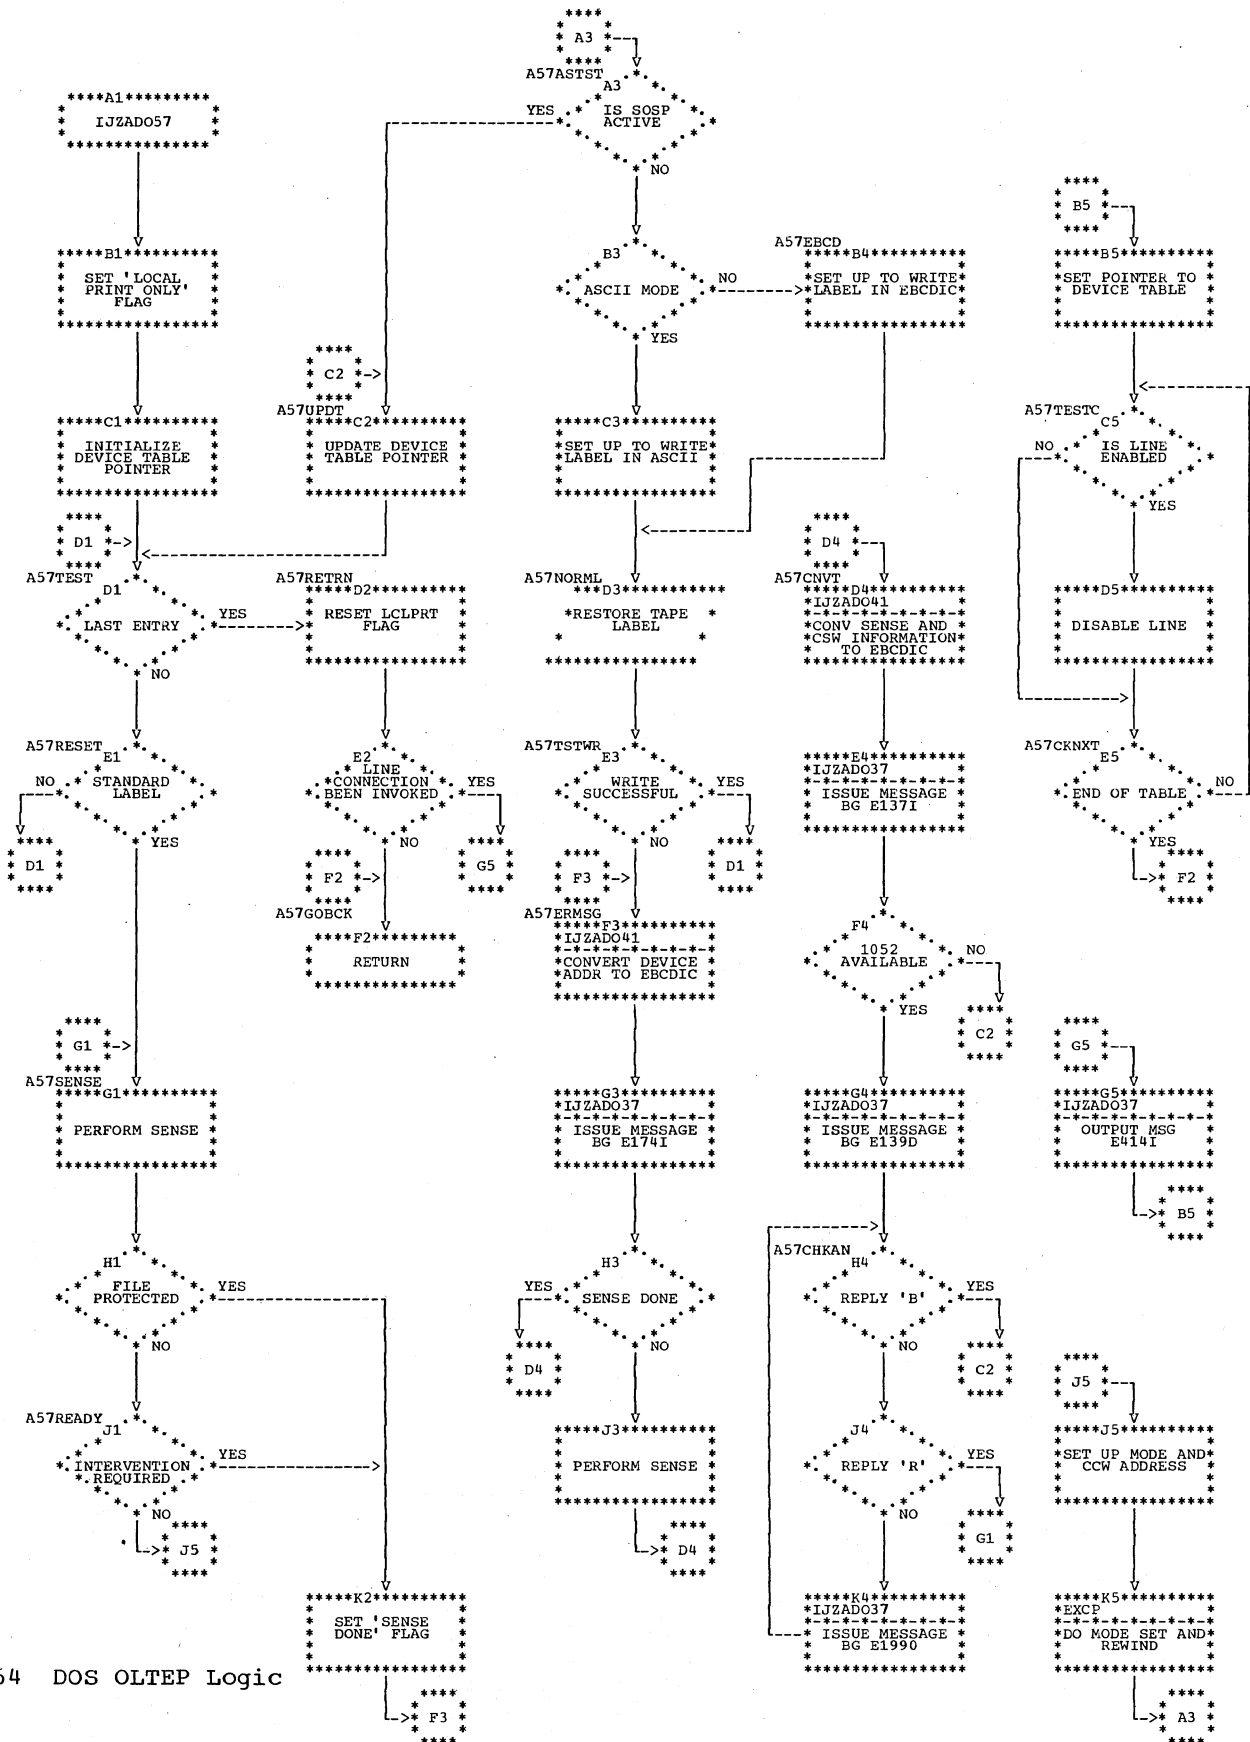 A1
IJZADO57
B1
SET 'LOCAL
PRINT ONLY'
FLAG
C1
INITIALIZE
DEVICE TABLE
POINTER
D1
A57TEST
D1
LAST ENTRY
YES
NO
A57RESET
E1
STANDARD
LABEL
NO
YES
D1
G1
A57SENSE
G1
PERFORM SENSE
H1
FILE
PROTECTED
YES
NO
A57READY
J1
INTERVENTION
REQUIRED
YES
NO
J5
C2
A57UPDT
C2
UPDATE DEVICE
TABLE POINTER
A57RETRN
D2
RESET LCLPRT
FLAG
E2
LINE
CONNECTION
BEEN INVOKED
YES
NO
G5
F2
A57GOBCK
F2
RETURN
K2
SET 'SENSE
DONE' FLAG
F3
A3
A57ASTST
A3
IS SOSP
ACTIVE
YES
NO
B3
ASCII MODE
NO
YES
C3
SET UP TO WRITE
LABEL IN ASCII
A57NORML
D3
RESTORE TAPE
LABEL
A57TSTWR
E3
WRITE
SUCCESSFUL
YES
NO
D1
F3
A57ERMSG
F3
IJZADO41
CONVERT DEVICE
ADDR TO EBCDIC
G3
IJZADO37
ISSUE MESSAGE
BG E174I
H3
SENSE DONE
YES
NO
D4
J3
PERFORM SENSE
D4
A57EBCD
B4
SET UP TO WRITE
LABEL IN EBCDIC
D4
A57CNVT
D4
IJZADO41
CONV SENSE AND
CSW INFORMATION
TO EBCDIC
E4
IJZADO37
ISSUE MESSAGE
BG E137I
F4
1052
AVAILABLE
NO
YES
C2
G4
IJZADO37
ISSUE MESSAGE
BG E139D
A57CHKAN
H4
REPLY 'B'
YES
NO
C2
J4
REPLY 'R'
YES
NO
G1
K4
IJZADO37
ISSUE MESSAGE
BG E1990
B5
B5
SET POINTER TO
DEVICE TABLE
A57TESTC
C5
IS LINE
ENABLED
NO
YES
D5
DISABLE LINE
A57CKNXT
E5
END OF TABLE
NO
YES
F2
G5
G5
IJZADO37
OUTPUT MSG
E414I
B5
J5
J5
SET UP MODE AND
CCW ADDRESS
K5
EXCP
DO MODE SET AND
REWIND
A3
64 DOS OLTEP Logic